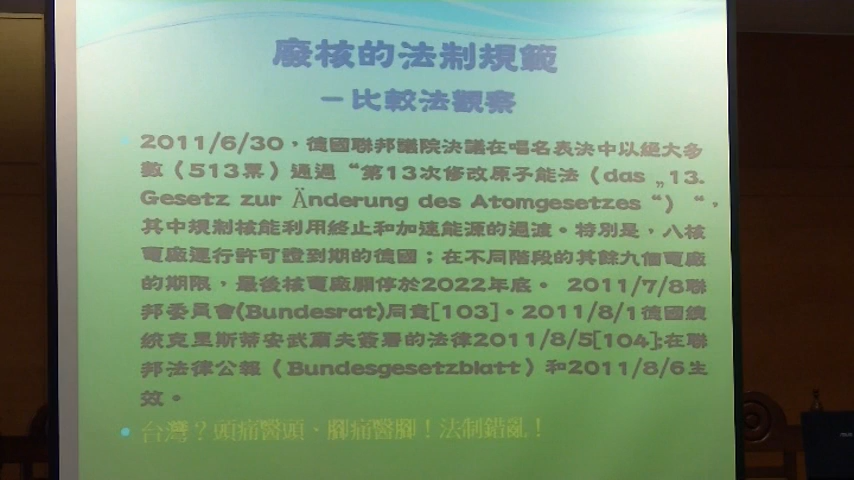 廢核的法制規範
－比較法觀察
2011/6/30，德國聯邦議院決議在唱名表決中以絕大多
數（513票）通過“第13次修改原子能法（das „13.
Gesetz zur Änderung des Atomgesetzes“）“，
其中規制核能利用終止和加速能源的過渡。特別是，八核
電廠運行許可證到期的德國；在不同階段的其餘九個電廠
的期限，最後核電廠關停於2022年底。 2011/7/8聯
邦委員會(Bundesrat)同意[103]。2011/8/1德國總
統克里斯蒂安武爾夫簽署的法律2011/8/5[104];在聯
邦法律公報（Bundesgesetzblatt）和2011/8/6生
效。
台灣？頭痛醫頭、腳痛醫腳！法制錯亂！